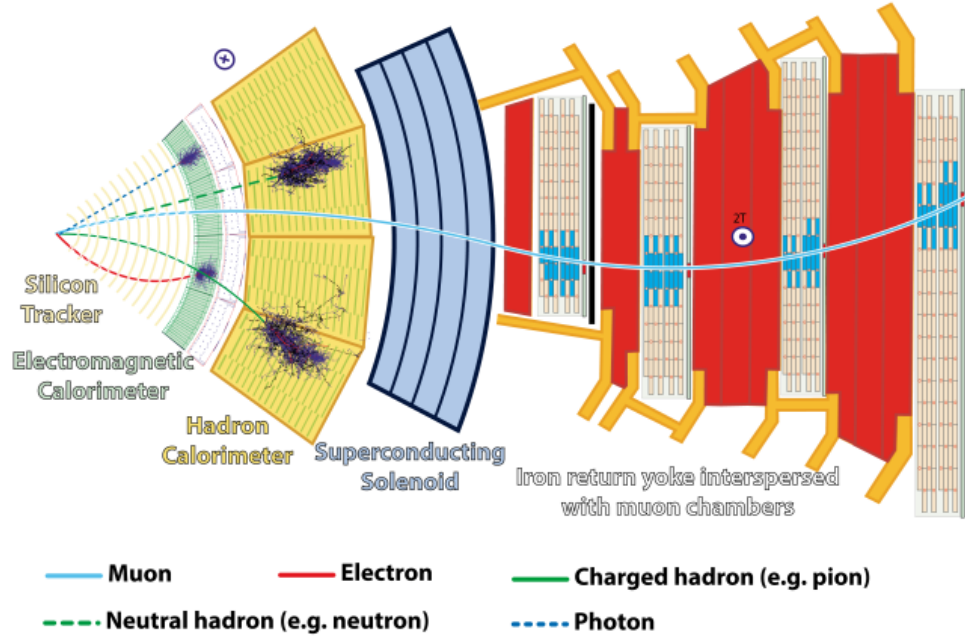 2T
Silicon
Tracker
Electromagnetic
Calorimeter
Hadron
Calorimeter
Superconducting
Solenoid
Iron return yoke interspersed
with muon chambers
Muon
Electron
Charged hadron (e.g. pion)
Neutral hadron (e.g. neutron)
Photon